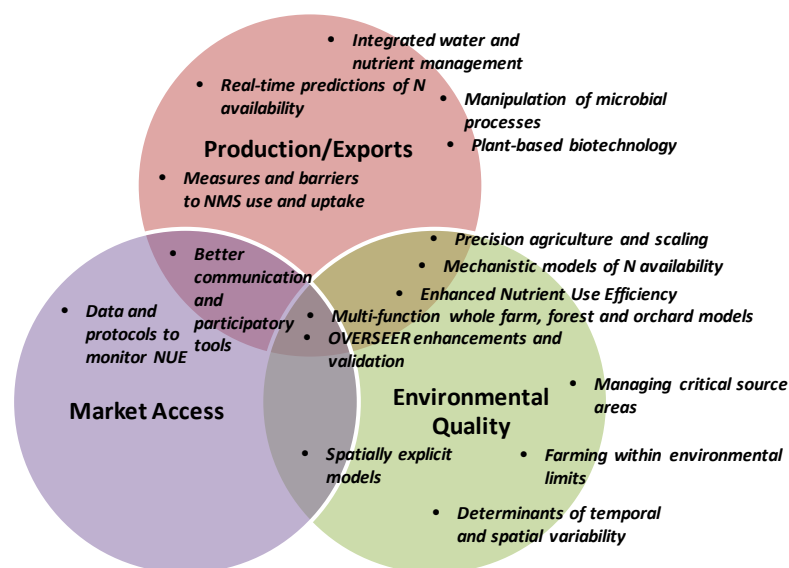 • Integrated water and
nutrient management
• Real-time predictions of N
availability
• Manipulation of microbial
processes
• Plant-based biotechnology
Production/Exports
• Measures and barriers
to NMS use and uptake
• Better
communication
and
participatory
tools
• Precision agriculture and scaling
• Mechanistic models of N availability
• Enhanced Nutrient Use Efficiency
• Multi-function whole farm, forest and orchard models
• OVERSEER enhancements and
validation
• Data and
protocols to
monitor NUE
Market Access
Environmental
Quality
• Managing critical source
areas
• Spatially explicit
models
• Farming within environmental
limits
• Determinants of temporal
and spatial variability